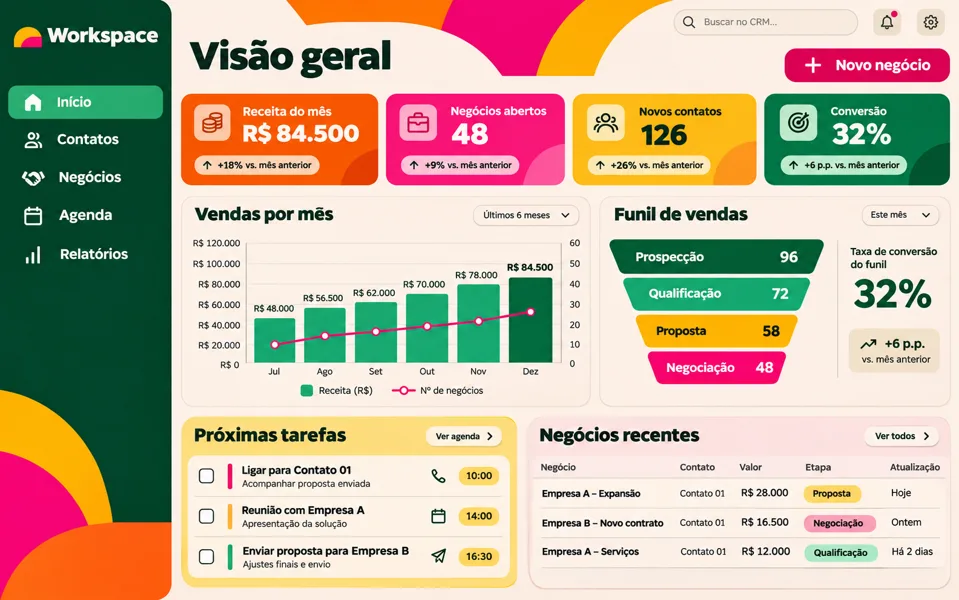 Workspace
Início
Contatos
Negócios
Agenda
Relatórios
Visão geral
Buscar no CRM...
+ Novo negócio
Receita do mês
R$ 84.500
+18% vs. mês anterior
Negócios abertos
48
+9% vs. mês anterior
Novos contatos
126
+26% vs. mês anterior
Conversão
32%
+6 p.p. vs. mês anterior
Vendas por mês
Últimos 6 meses
R$ 120.000
R$ 100.000
R$ 80.000
R$ 60.000
R$ 40.000
R$ 20.000
R$ 0
60
50
40
30
20
10
0
R$ 48.000
R$ 56.500
R$ 62.000
R$ 70.000
R$ 78.000
R$ 84.500
Jul Ago Set Out Nov Dez
Receita (R$) Nº de negócios
Funil de vendas
Este mês
Prospecção 96
Qualificação 72
Proposta 58
Negociação 48
Taxa de conversão
do funil
32%
+6 p.p.
vs. mês anterior
Próximas tarefas
Ver agenda
Ligar para Contato 01
Acompanhar proposta enviada
10:00
Reunião com Empresa A
Apresentação da solução
14:00
Enviar proposta para Empresa B
Ajustes finais e envio
16:30
Negócios recentes
Ver todos
Negócio Contato Valor Etapa Atualização
Empresa A – Expansão Contato 01 R$ 28.000 Proposta Hoje
Empresa B – Novo contrato Contato 01 R$ 16.500 Negociação Ontem
Empresa A – Serviços Contato 01 R$ 12.000 Qualificação Há 2 dias